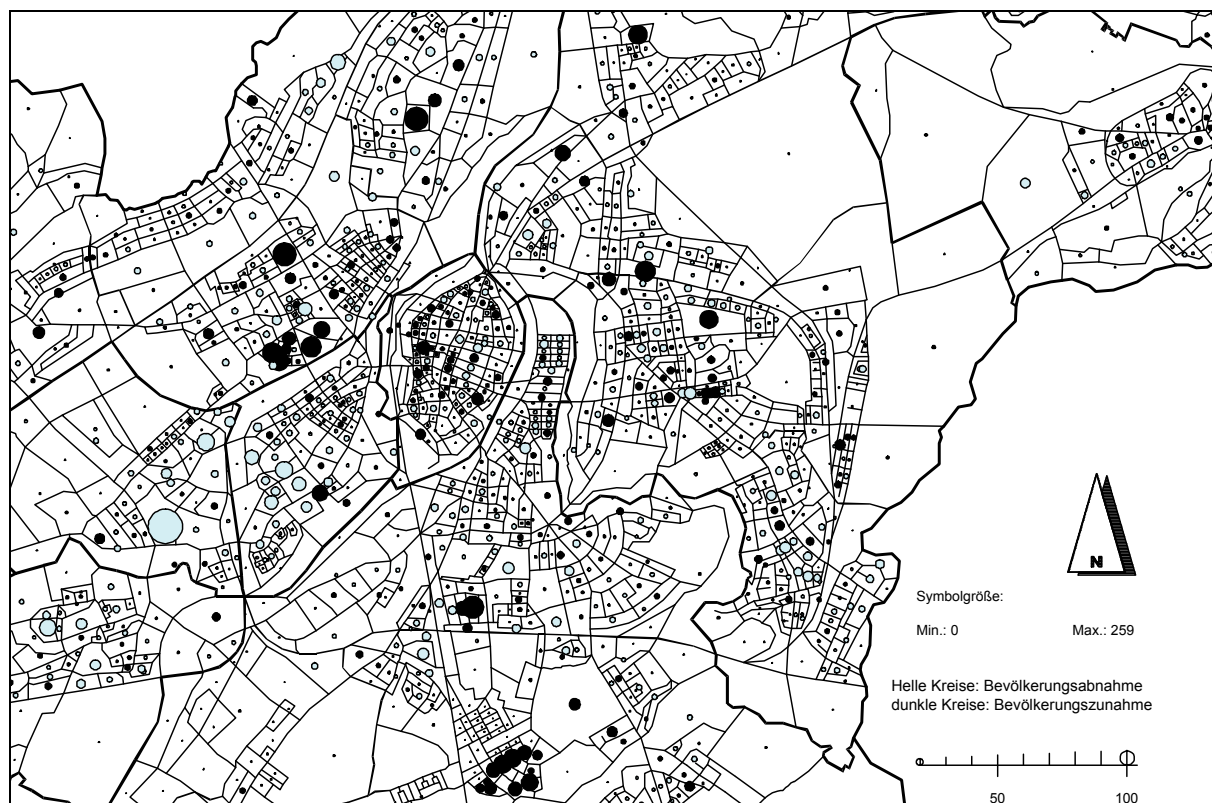 N
Symbolgröße:
Min.: 0 Max.: 259
Helle Kreise: Bevölkerungsabnahme
dunkle Kreise: Bevölkerungszunahme
50 100